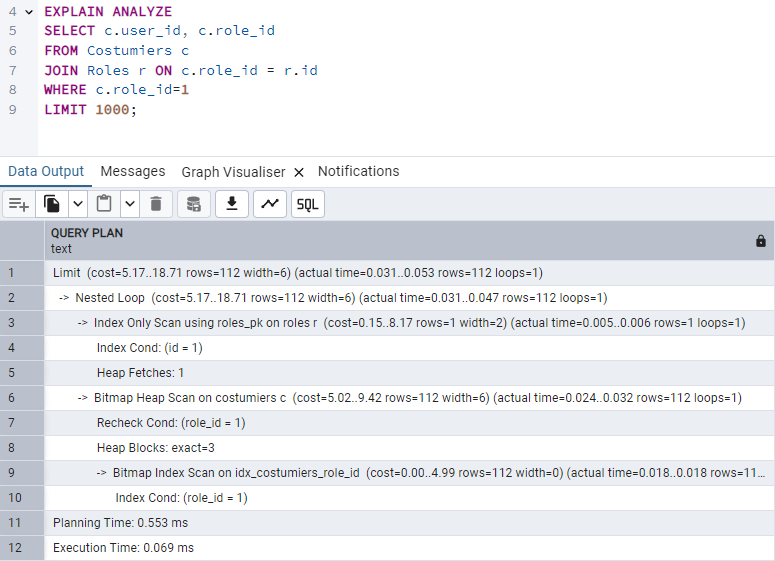 4 EXPLAIN ANALYZE
5 SELECT c.user_id, c.role_id
6 FROM Costumiers c
7 JOIN Roles r ON c.role_id = r.id
8 WHERE c.role_id=1
9 LIMIT 1000;
Data Output Messages Graph Visualiser × Notifications
SQL
QUERY PLAN
text
1 Limit (cost=5.17..18.71 rows=112 width=6) (actual time=0.031..0.053 rows=112 loops=1)
2 -> Nested Loop (cost=5.17..18.71 rows=112 width=6) (actual time=0.031..0.047 rows=112 loops=1)
3 -> Index Only Scan using roles_pk on roles r (cost=0.15..8.17 rows=1 width=2) (actual time=0.005..0.006 rows=1 loops=1)
4 Index Cond: (id = 1)
5 Heap Fetches: 1
6 -> Bitmap Heap Scan on costumiers c (cost=5.02..9.42 rows=112 width=6) (actual time=0.024..0.032 rows=112 loops=1)
7 Recheck Cond: (role_id = 1)
8 Heap Blocks: exact=3
9 -> Bitmap Index Scan on idx_costumiers_role_id (cost=0.00..4.99 rows=112 width=0) (actual time=0.018..0.018 rows=11...
10 Index Cond: (role_id = 1)
11 Planning Time: 0.553 ms
12 Execution Time: 0.069 ms